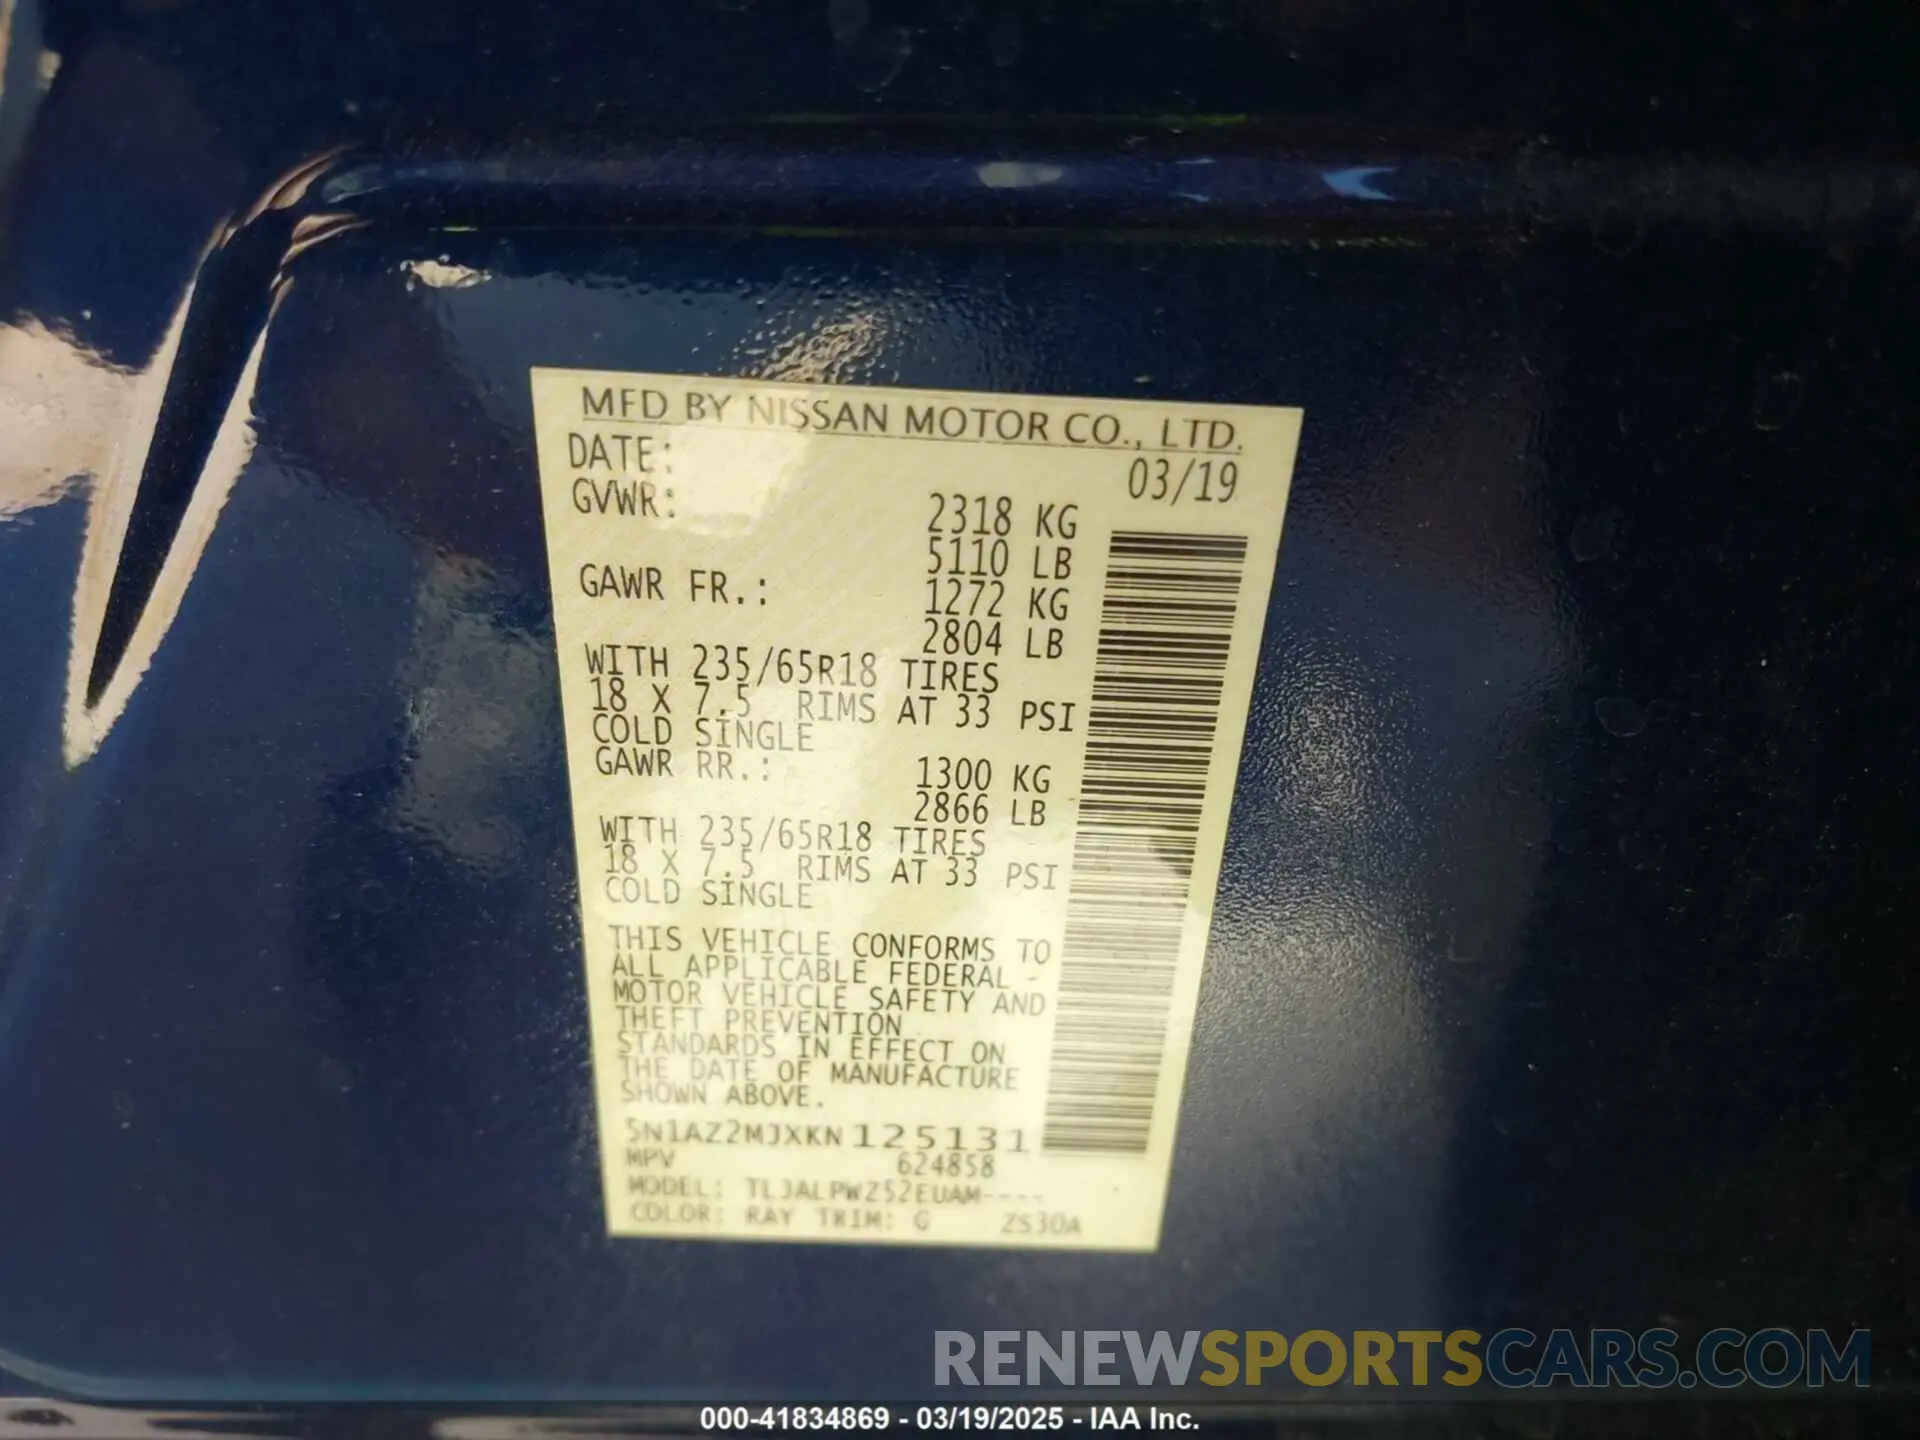 MFD BY NISSAN MOTOR CO., LTD.
DATE: 03/19
GVWR: 2318 KG
5110 LB
GAWR FR.: 1272 KG
2804 LB
WITH 235/65R18 TIRES
18 X 7.5 RIMS AT 33 PSI
COLD SINGLE
GAWR RR.: 1300 KG
2866 LB
WITH 235/65R18 TIRES
18 X 7.5 RIMS AT 33 PSI
COLD SINGLE
THIS VEHICLE CONFORMS TO
ALL APPLICABLE FEDERAL -
MOTOR VEHICLE SAFETY AND
THEFT PREVENTION
STANDARDS IN EFFECT ON
THE DATE OF MANUFACTURE
SHOWN ABOVE.
5N1AZ2MJXKN125131
MPV 624858
MODEL: TLJALPWZ52EUAM----
COLOR: RAY TRIM: G ZS30A
RENEWSPORTSCARS.COM
000-41834869 - 03/19/2025 - IAA Inc.